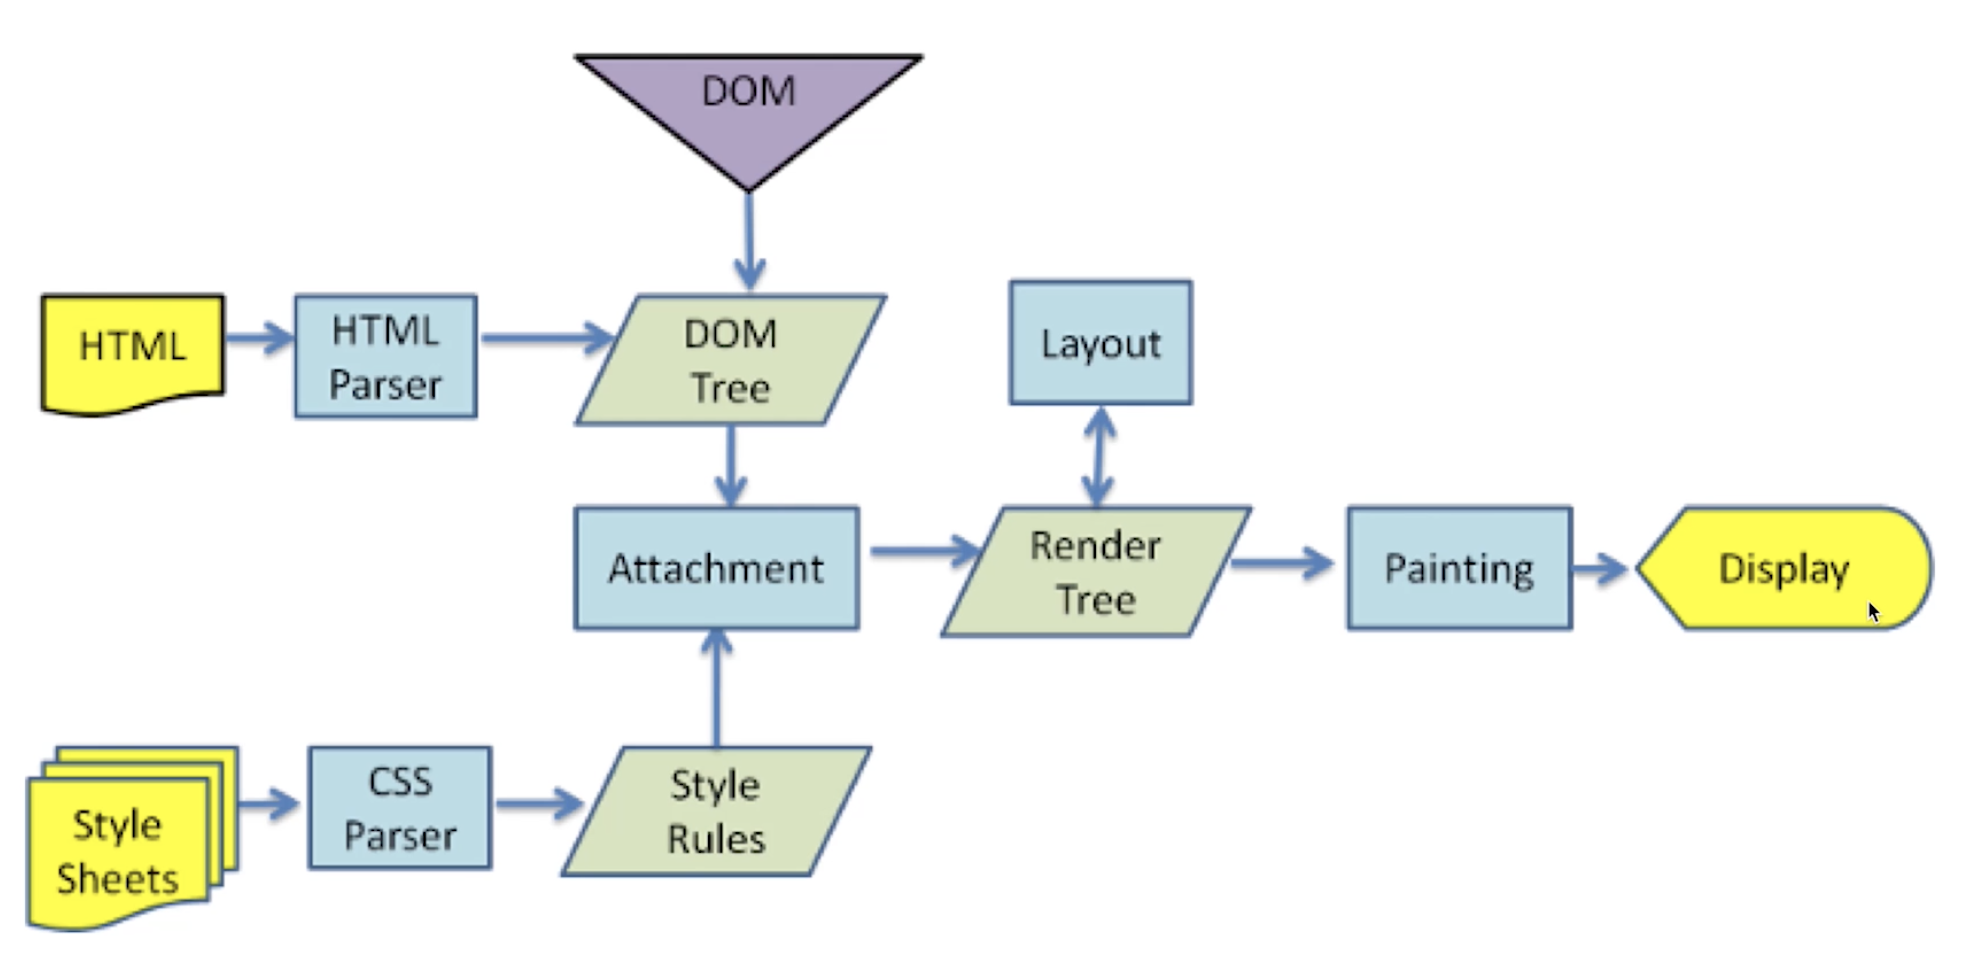 DOM
HTML
HTML
Parser
DOM
Tree
Layout
Attachment
Render
Tree
Painting
Display
Style
Sheets
CSS
Parser
Style
Rules